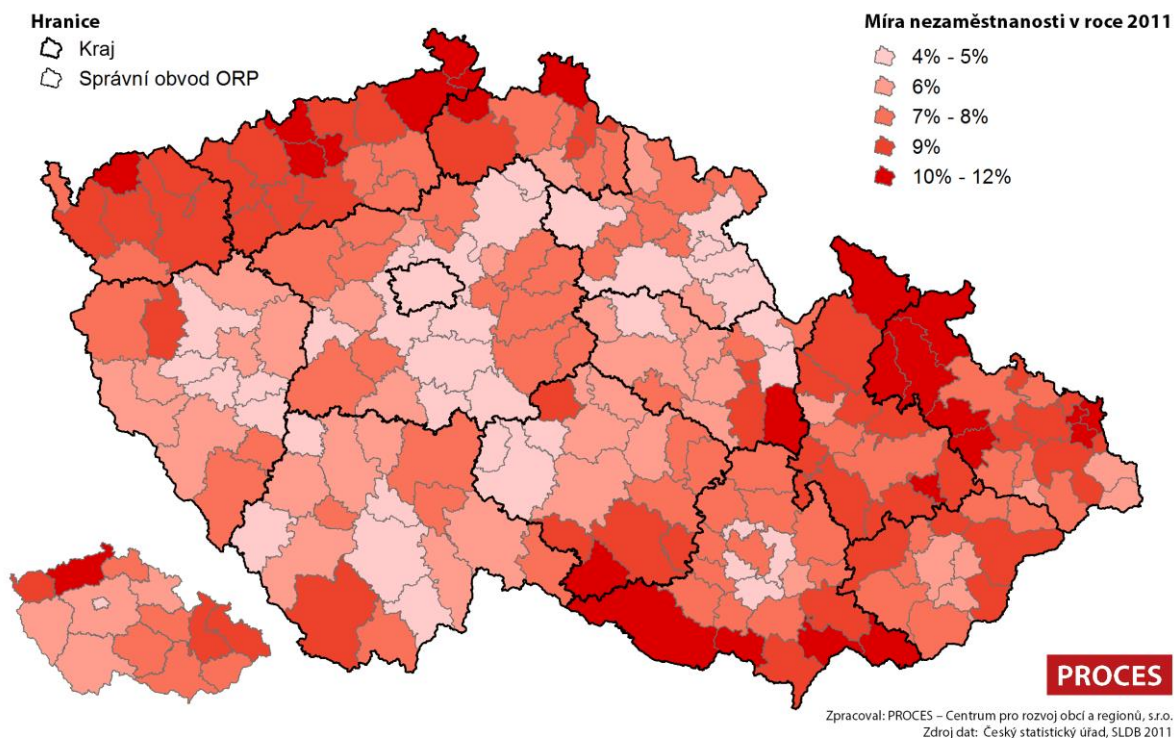 Hranice
Kraj
Správní obvod ORP
Míra nezaměstnanosti v roce 2011
4% - 5%
6%
7% - 8%
9%
10% - 12%
PROCES
Zpracoval: PROCES – Centrum pro rozvoj obcí a regionů, s.r.o.
Zdroj dat: Český statistický úřad, SLDB 2011